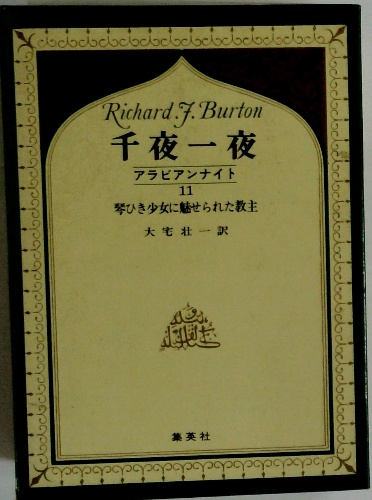 Richard F. Burton
千夜一夜
アラビアンナイト
11
琴ひき少女に魅せられた教主
大宅壮一訳
集英社